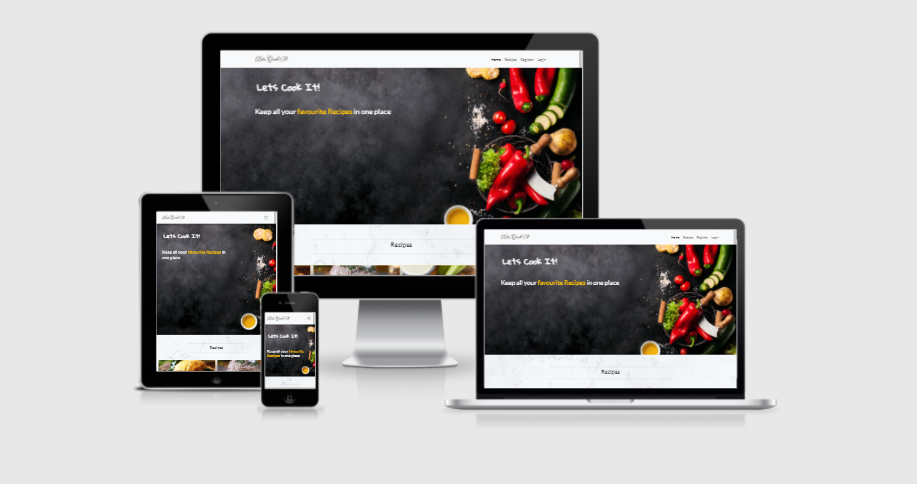 Lets Cook It
Home Recipes Register Login
Lets Cook It!
Keep all your favourite Recipes in one place
Recipes
Lets Cook It
Lets Cook It!
Keep all your favourite Recipes in
one place
Recipes
Lets Cook It
Lets Cook It!
Keep all your favourite
Recipes in one place
Lets Cook It
Home Recipes Register Login
Lets Cook It!
Keep all your favourite Recipes in one place
Recipes